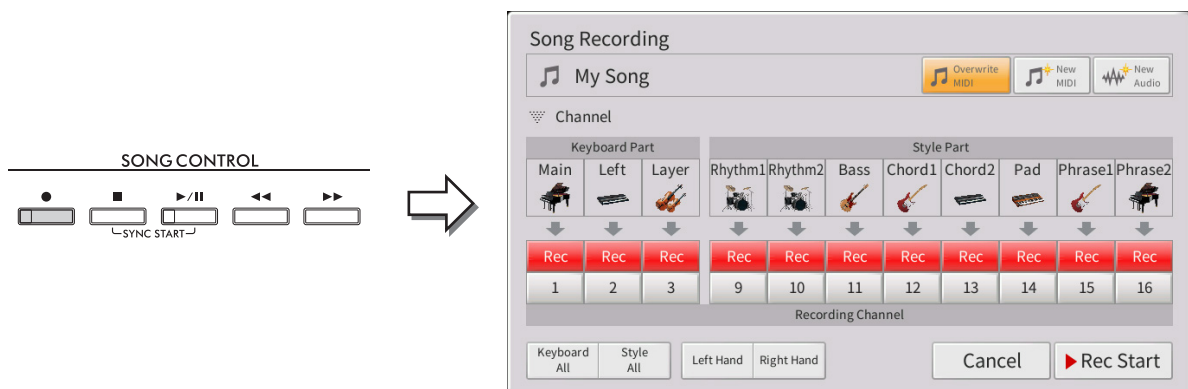 SONG CONTROL
SYNC START
Song Recording
My Song
Overwrite
MIDI
New
MIDI
New
Audio
Channel
Keyboard Part
Style Part
Main Left Layer Rhythm1 Rhythm2 Bass Chord1 Chord2 Pad Phrase1 Phrase2
Rec Rec Rec Rec Rec Rec Rec Rec Rec Rec Rec
1 2 3 9 10 11 12 13 14 15 16
Recording Channel
Keyboard
All
Style
All
Left Hand
Right Hand
Cancel
Rec Start